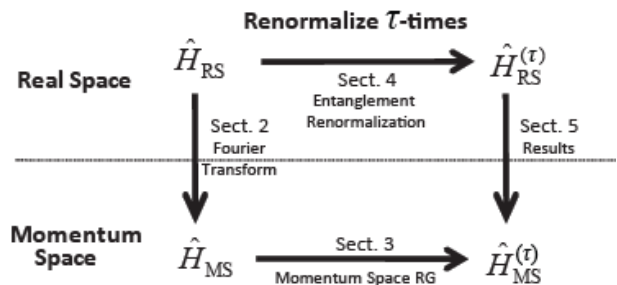 Renormalize τ-times
Real Space
Ĥ_RS
Ĥ_RS^(τ)
Sect. 4
Entanglement
Renormalization
Sect. 2
Fourier
Transform
Sect. 5
Results
Momentum
Space
Ĥ_MS
Ĥ_MS^(τ)
Sect. 3
Momentum Space RG